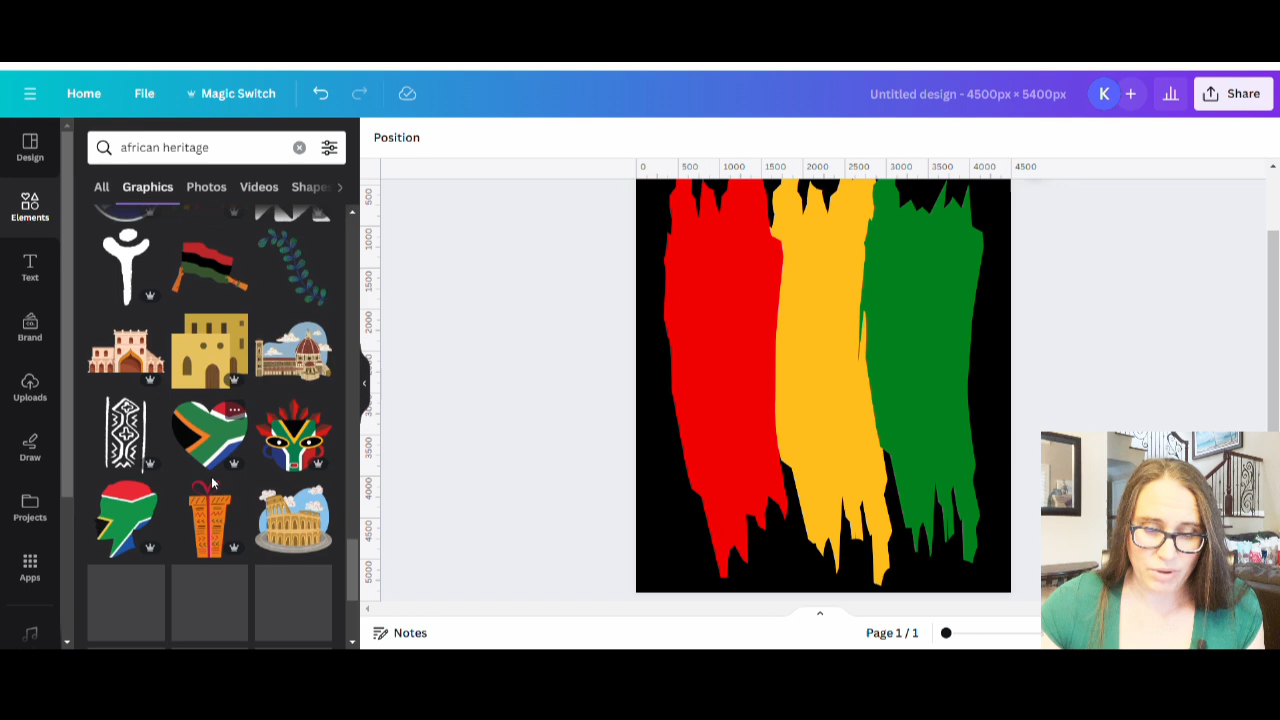 Home File Magic Switch Untitled design - 4500px × 5400px K + Share
Design
Elements
Text
Brand
Uploads
Draw
Projects
Apps
african heritage
All Graphics Photos Videos Shape
Position
0 500 1000 1500 2000 2500 3000 3500 4000 4500
500
1000
1500
2000
3500
4000
4500
5000
Notes
Page 1 / 1